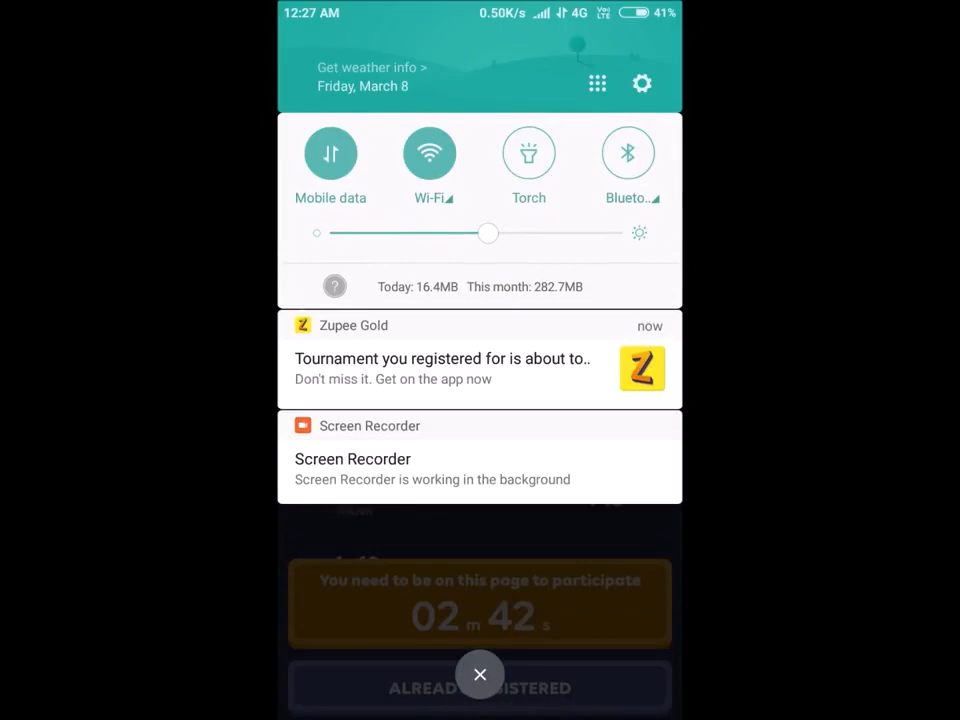 12:27 AM 0.50K/s 4G Vo) LTE 41%
Get weather info >
Friday, March 8
Mobile data Wi-Fi Torch Blueto..
? Today: 16.4MB This month: 282.7MB
Z Zupee Gold now
Tournament you registered for is about to..
Don't miss it. Get on the app now
Z
Screen Recorder
Screen Recorder
Screen Recorder is working in the background
You need to be on this page to participate
02 m 42 s